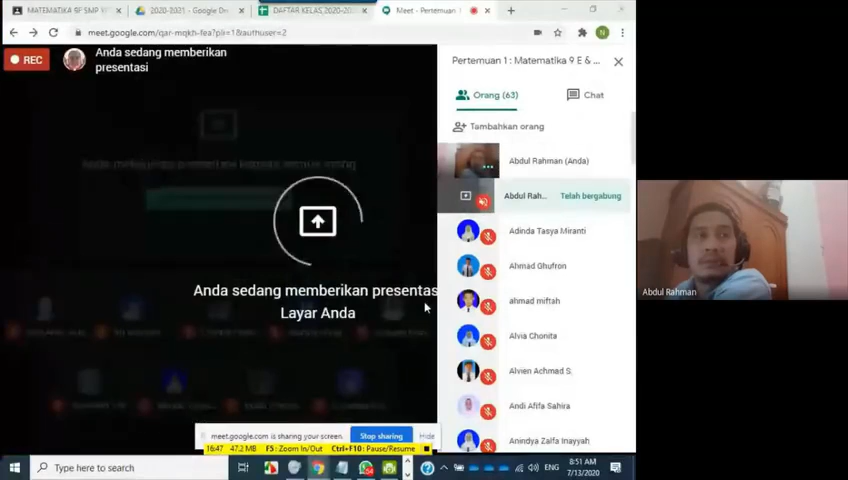 MATEMATIKA 9F SMP
2020-2021 - Google Dr
DAFTAR KELAS 2020-202
Meet - Pertemuan
meet.google.com/qar-mqkh-fea?pli=1&authuser=2
N
REC
Anda sedang memberikan
presentasi
Anda sedang memberikan presentas
Layar Anda
Pertemuan 1: Matematika 9 E & ...
Orang (63)
Chat
Tambahkan orang
Abdul Rahman (Anda)
Abdul Rah...
Telah bergabung
Adinda Tasya Miranti
Ahmad Ghufron
ahmad miftah
Alvia Chonita
Alvien Achmad S.
Andi Afifa Sahira
Anindya Zalfa Inayyah
Abdul Rahman
meet.google.com is sharing your screen.
Stop sharing
Hide
16:47
47.2 MB
F5: Zoom In/Out
Ctrl+F10: Pause/Resume
Type here to search
ENG
8:51 AM
7/13/2020